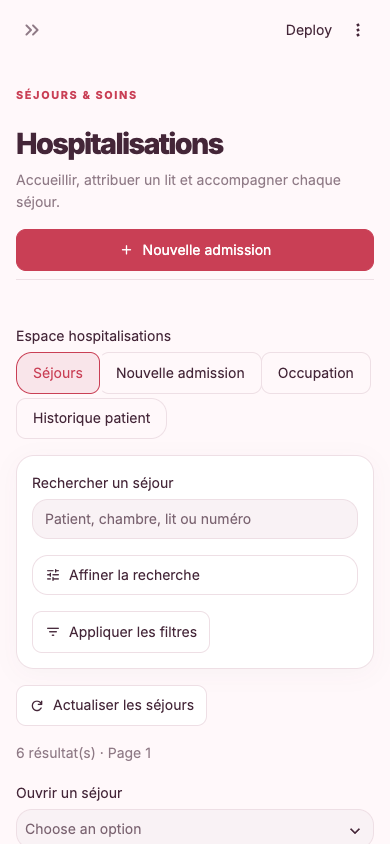 Deploy
SÉJOURS & SOINS
Hospitalisations
Accueillir, attribuer un lit et accompagner chaque
séjour.
+ Nouvelle admission
Espace hospitalisations
Séjours
Nouvelle admission
Occupation
Historique patient
Rechercher un séjour
Patient, chambre, lit ou numéro
Affiner la recherche
Appliquer les filtres
Actualiser les séjours
6 résultat(s) · Page 1
Ouvrir un séjour
Choose an option